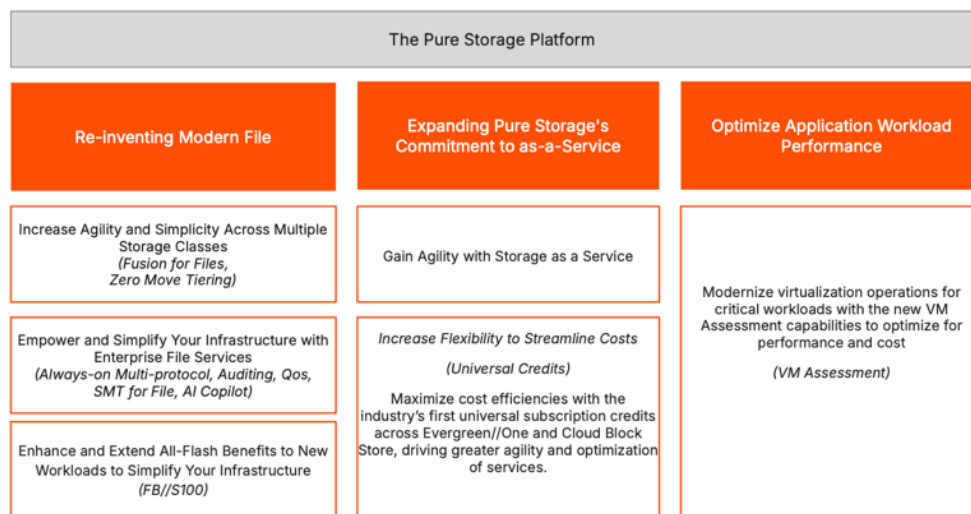 The Pure Storage Platform
Re-inventing Modern File
Increase Agility and Simplicity Across Multiple
Storage Classes
(Fusion for Files,
Zero Move Tiering)
Empower and Simplify Your Infrastructure with
Enterprise File Services
(Always-on Multi-protocol, Auditing, Qos,
SMT for File, AI Copilot)
Enhance and Extend All-Flash Benefits to New
Workloads to Simplify Your Infrastructure
(FB//S100)
Expanding Pure Storage's
Commitment to as-a-Service
Gain Agility with Storage as a Service
Increase Flexibility to Streamline Costs
(Universal Credits)
Maximize cost efficiencies with the
industry’s first universal subscription credits
across Evergreen//One and Cloud Block
Store, driving greater agility and optimization
of services.
Optimize Application Workload
Performance
Modernize virtualization operations for
critical workloads with the new VM
Assessment capabilities to optimize for
performance and cost
(VM Assessment)